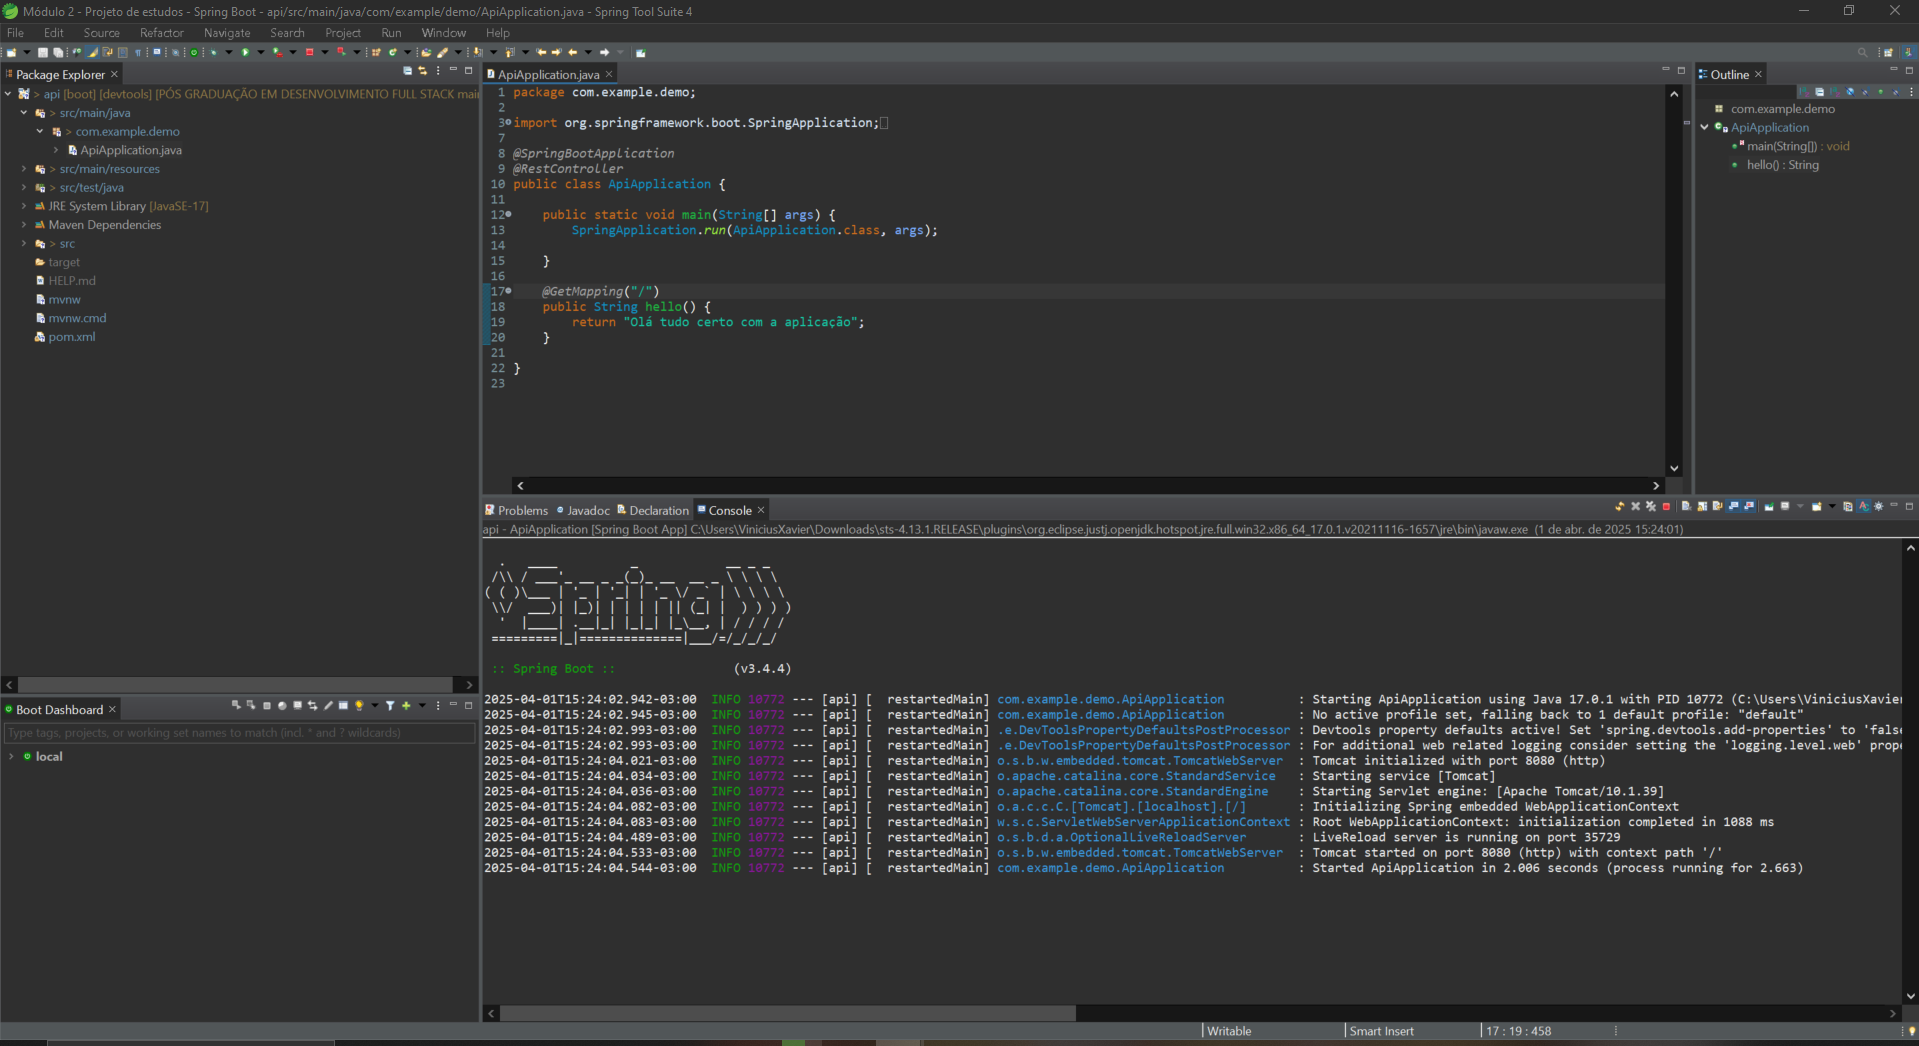 Módulo 2 - Projeto de estudos - Spring Boot - api/src/main/java/com/example/demo/ApiApplication.java - Spring Tool Suite 4
File Edit Source Refactor Navigate Search Project Run Window Help
Package Explorer
> api [boot] [devtools] [PÓS GRADUAÇÃO EM DESENVOLVIMENTO FULL STACK mai
> src/main/java
> com.example.demo
ApiApplication.java
> src/main/resources
> src/test/java
JRE System Library [JavaSE-17]
Maven Dependencies
> src
target
HELP.md
mvnw
mvnw.cmd
pom.xml
ApiApplication.java
1 package com.example.demo;
2
3 import org.springframework.boot.SpringApplication;
7
8 @SpringBootApplication
9 @RestController
10 public class ApiApplication {
11
12 public static void main(String[] args) {
13 SpringApplication.run(ApiApplication.class, args);
14
15 }
16
17 @GetMapping("/")
18 public String hello() {
19 return "Olá tudo certo com a aplicação";
20 }
21
22 }
23
Outline
com.example.demo
ApiApplication
main(String[]) : void
hello() : String
Boot Dashboard
Type tags, projects, or working set names to match (incl. * and ? wildcards)
local
Problems Javadoc Declaration Console
api - ApiApplication [Spring Boot App] C:\Users\ViniciusXavier\Downloads\sts-4.13.1.RELEASE\plugins\org.eclipse.justj.openjdk.hotspot.jre.full.win32.x86_64_17.0.1.v20211116-1657\jre\bin\javaw.exe (1 de abr. de 2025 15:24:01)
Spring
:: Spring Boot :: (v3.4.4)
2025-04-01T15:24:02.942-03:00 INFO 10772 --- [api] [ restartedMain] com.example.demo.ApiApplication : Starting ApiApplication using Java 17.0.1 with PID 10772 (C:\Users\ViniciusXavier
2025-04-01T15:24:02.945-03:00 INFO 10772 --- [api] [ restartedMain] com.example.demo.ApiApplication : No active profile set, falling back to 1 default profile: "default"
2025-04-01T15:24:02.993-03:00 INFO 10772 --- [api] [ restartedMain] .e.DevToolsPropertyDefaultsPostProcessor : Devtools property defaults active! Set 'spring.devtools.add-properties' to 'false
2025-04-01T15:24:02.993-03:00 INFO 10772 --- [api] [ restartedMain] .e.DevToolsPropertyDefaultsPostProcessor : For additional web related logging consider setting the 'logging.level.web' prope
2025-04-01T15:24:04.021-03:00 INFO 10772 --- [api] [ restartedMain] o.s.b.w.embedded.tomcat.TomcatWebServer : Tomcat initialized with port 8080 (http)
2025-04-01T15:24:04.034-03:00 INFO 10772 --- [api] [ restartedMain] o.apache.catalina.core.StandardService : Starting service [Tomcat]
2025-04-01T15:24:04.036-03:00 INFO 10772 --- [api] [ restartedMain] o.apache.catalina.core.StandardEngine : Starting Servlet engine: [Apache Tomcat/10.1.39]
2025-04-01T15:24:04.082-03:00 INFO 10772 --- [api] [ restartedMain] o.a.c.c.C.[Tomcat].[localhost].[/] : Initializing Spring embedded WebApplicationContext
2025-04-01T15:24:04.083-03:00 INFO 10772 --- [api] [ restartedMain] w.s.c.ServletWebServerApplicationContext : Root WebApplicationContext: initialization completed in 1088 ms
2025-04-01T15:24:04.489-03:00 INFO 10772 --- [api] [ restartedMain] o.s.b.d.a.OptionalLiveReloadServer : LiveReload server is running on port 35729
2025-04-01T15:24:04.533-03:00 INFO 10772 --- [api] [ restartedMain] o.s.b.w.embedded.tomcat.TomcatWebServer : Tomcat started on port 8080 (http) with context path '/'
2025-04-01T15:24:04.544-03:00 INFO 10772 --- [api] [ restartedMain] com.example.demo.ApiApplication : Started ApiApplication in 2.006 seconds (process running for 2.663)
Writable Smart Insert 17 : 19 : 458